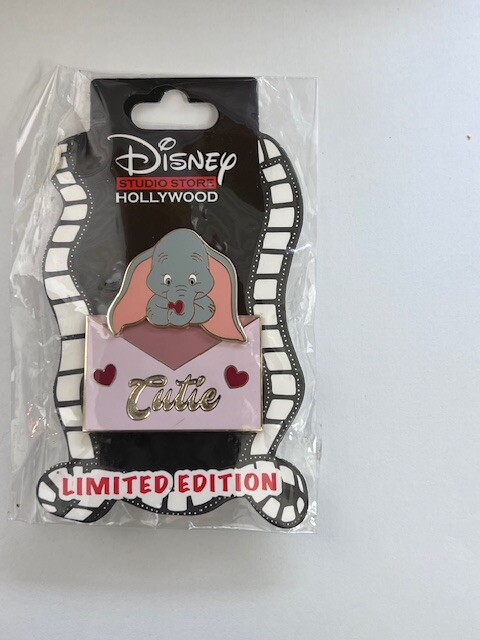 Disney
STUDIO STORE
HOLLYWOOD
Cutie
LIMITED EDITION